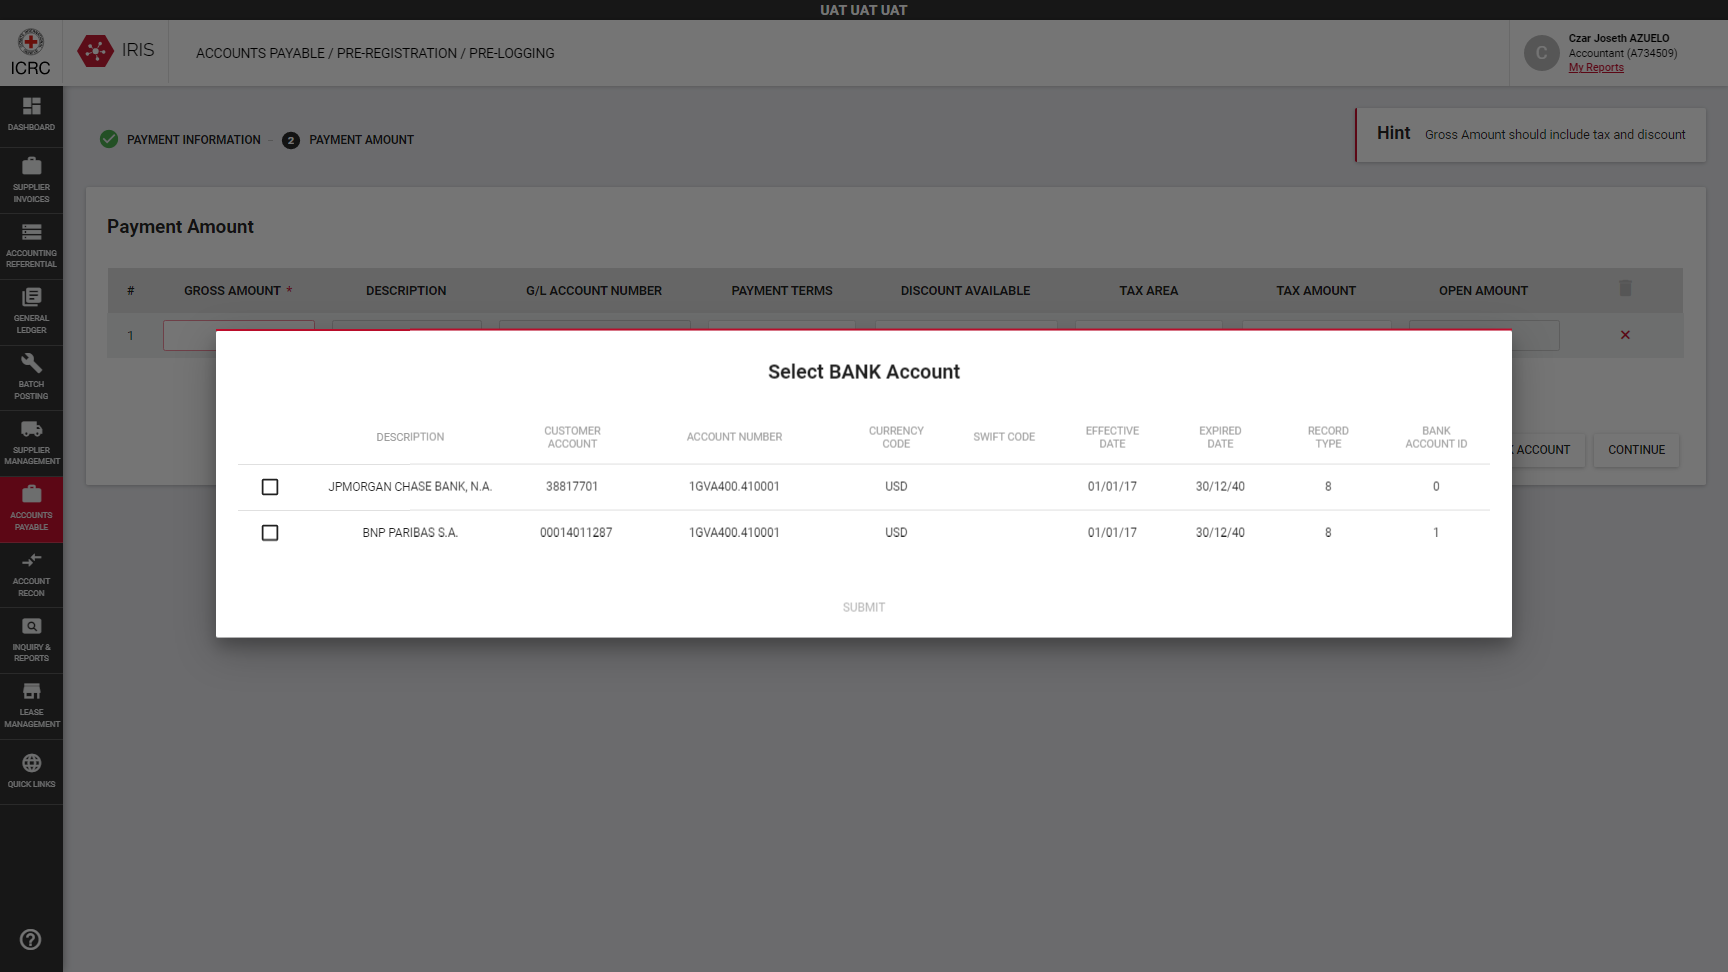 UAT UAT UAT
ICRC
IRIS
ACCOUNTS PAYABLE / PRE-REGISTRATION / PRE-LOGGING
C
Czar Joseth AZUELO
Accountant (A734509)
My Reports
DASHBOARD
SUPPLIER
INVOICES
ACCOUNTING
REFERENTIAL
GENERAL
LEDGER
BATCH
POSTING
SUPPLIER
MANAGEMENT
ACCOUNTS
PAYABLE
ACCOUNT
RECON
INQUIRY &
REPORTS
LEASE
MANAGEMENT
QUICK LINKS
PAYMENT INFORMATION - 2 PAYMENT AMOUNT
Hint Gross Amount should include tax and discount
Payment Amount
# GROSS AMOUNT * DESCRIPTION G/L ACCOUNT NUMBER PAYMENT TERMS DISCOUNT AVAILABLE TAX AREA TAX AMOUNT OPEN AMOUNT
1
ACCOUNT CONTINUE
Select BANK Account
DESCRIPTION CUSTOMER ACCOUNT ACCOUNT NUMBER CURRENCY CODE SWIFT CODE EFFECTIVE DATE EXPIRED DATE RECORD TYPE BANK ACCOUNT ID
JPMORGAN CHASE BANK, N.A. 38817701 1GVA400.410001 USD 01/01/17 30/12/40 8 0
BNP PARIBAS S.A. 00014011287 1GVA400.410001 USD 01/01/17 30/12/40 8 1
SUBMIT